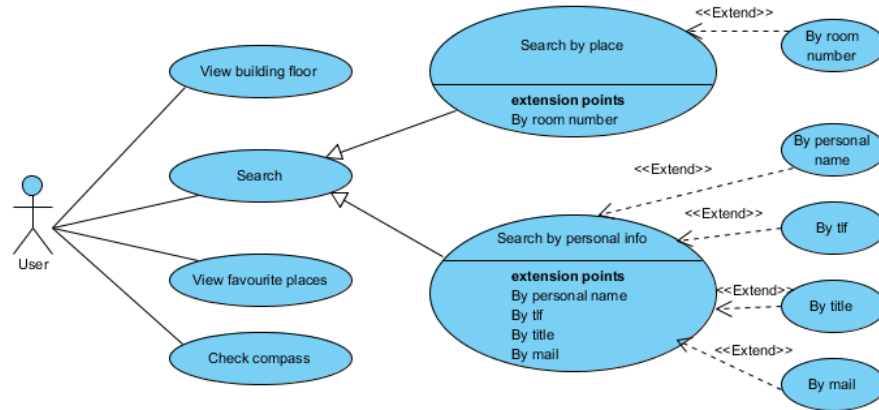 <<Extend>>
Search by place
By room
number
View building floor
extension points
By room number
By personal
name
Search
<<Extend>>
<<Extend>>
By tlf
User
Search by personal info
View favourite places
extension points
By personal name
By tlf
By title
By mail
<<Extend>>
By title
Check compass
<<Extend>>
By mail